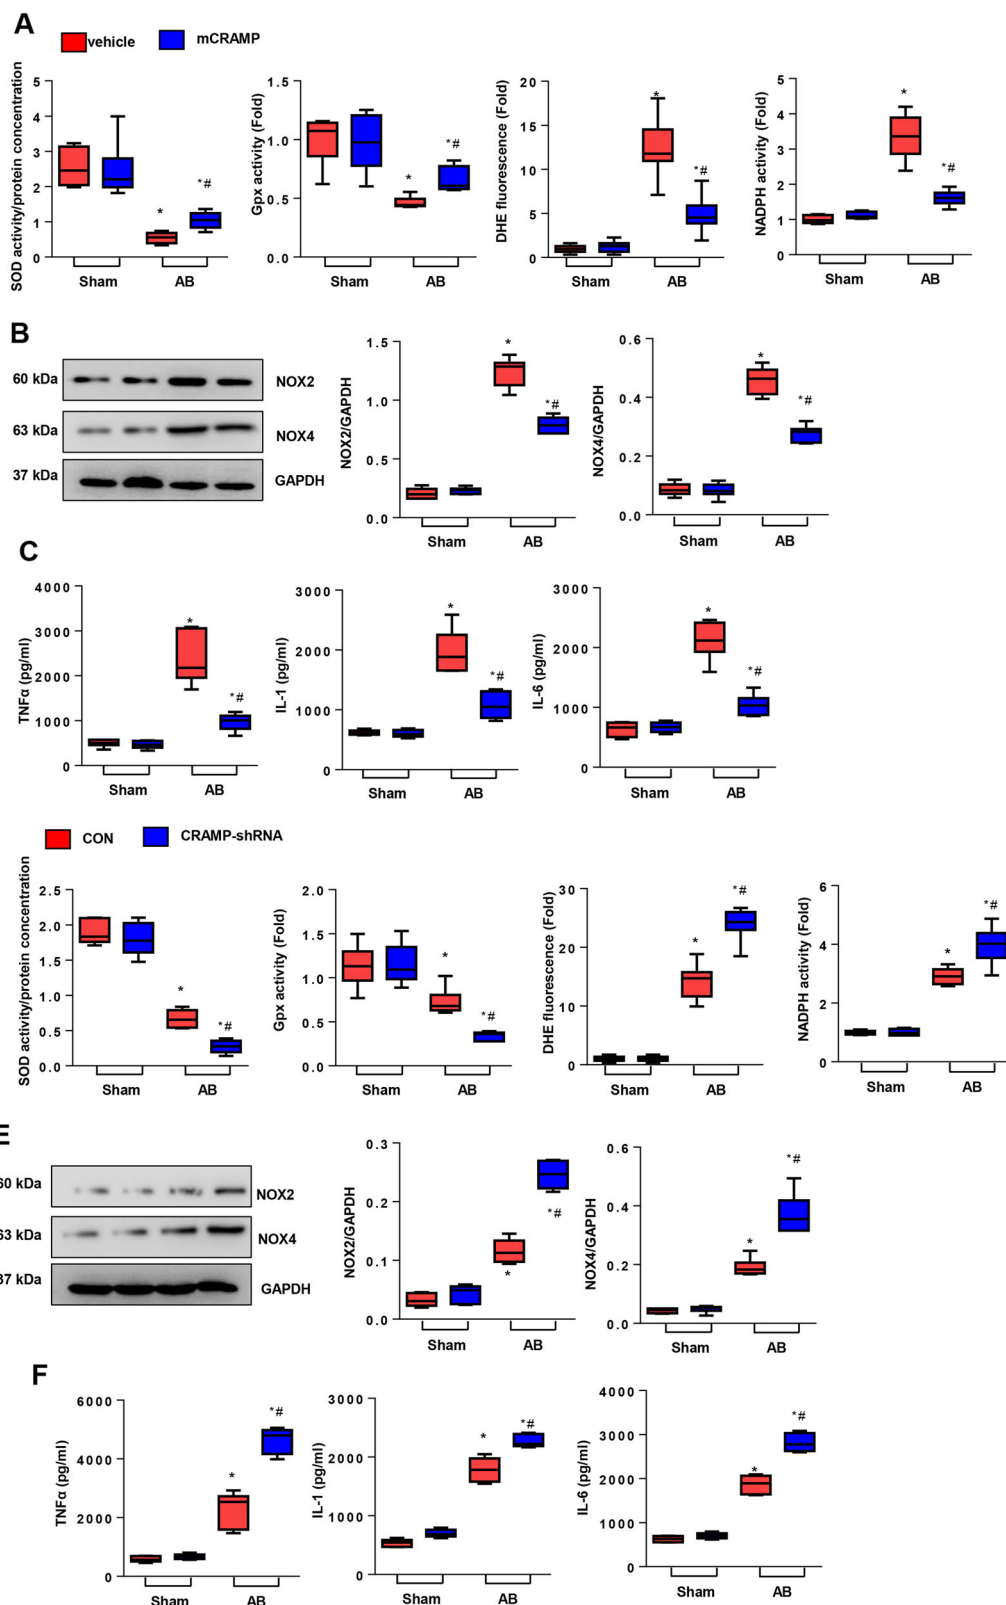 A
vehicle mCRAMP
SOD activity/protein concentration
5
4
3
2
1
0
*
*#
Sham AB
Gpx activity (Fold)
1.5
1.0
0.5
0.0
*
*#
Sham AB
DHE fluorescence (Fold)
20
15
10
5
0
*
*#
Sham AB
NADPH activity (Fold)
5
4
3
2
1
0
*
*#
Sham AB
B
60 kDa NOX2
63 kDa NOX4
37 kDa GAPDH
NOX2/GAPDH
1.5
1.0
0.5
0.0
*
*#
Sham AB
NOX4/GAPDH
0.6
0.4
0.2
0.0
*
*#
Sham AB
C
TNFα (pg/ml)
4000
3000
2000
1000
0
*
*#
Sham AB
IL-1 (pg/ml)
3000
2000
1000
0
*
*#
Sham AB
IL-6 (pg/ml)
3000
2000
1000
0
*
*#
Sham AB
CON CRAMP-shRNA
SOD activity/protein concentration
2.5
2.0
1.5
1.0
0.5
0.0
*
*#
Sham AB
Gpx activity (Fold)
2.0
1.5
1.0
0.5
0.0
*
*#
Sham AB
DHE fluorescence (Fold)
30
20
10
0
*
*#
Sham AB
NADPH activity (Fold)
6
4
2
0
*
*#
Sham AB
E
60 kDa NOX2
63 kDa NOX4
37 kDa GAPDH
NOX2/GAPDH
0.3
0.2
0.1
0.0
*
*#
Sham AB
NOX4/GAPDH
0.6
0.4
0.2
0.0
*
*#
Sham AB
F
TNFα (pg/ml)
6000
4000
2000
0
*
*#
Sham AB
IL-1 (pg/ml)
3000
2000
1000
0
*
*#
Sham AB
IL-6 (pg/ml)
4000
3000
2000
1000
0
*
*#
Sham AB